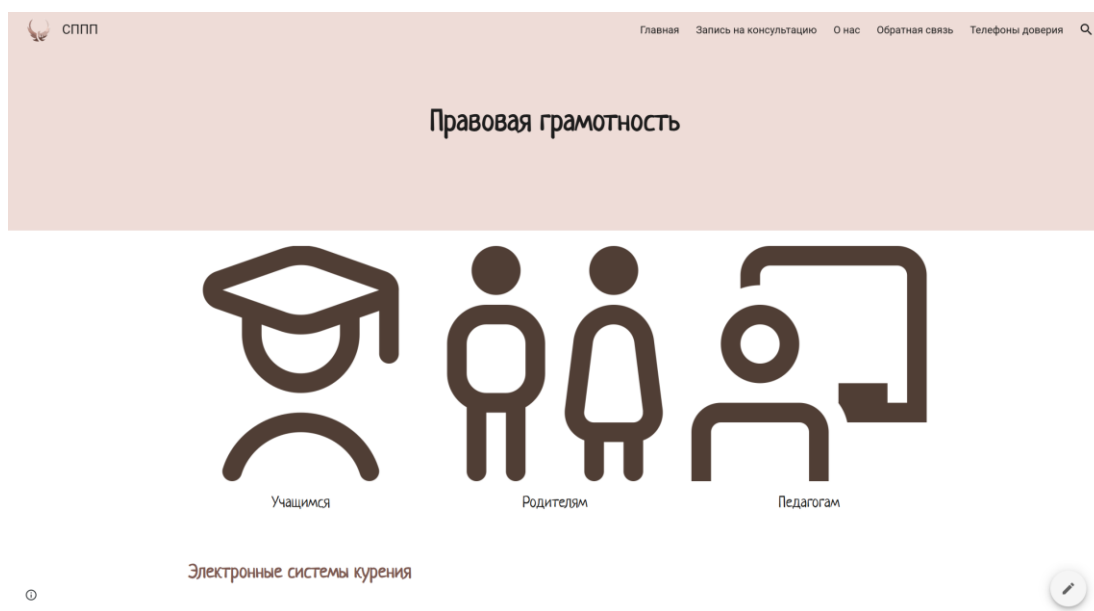 СППП
Главная Запись на консультацию О нас Обратная связь Телефоны доверия
Правовая грамотность
Учащимся Родителям Педагогам
Электронные системы курения